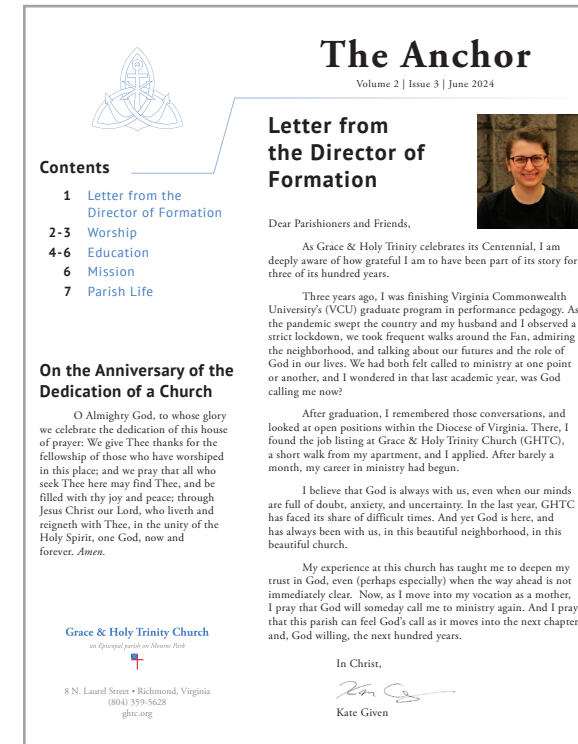 The Anchor
Volume 2 | Issue 3 | June 2024
Contents
1 Letter from the
Director of Formation
2-3 Worship
4-6 Education
6 Mission
7 Parish Life
On the Anniversary of the
Dedication of a Church
O Almighty God, to whose glory
we celebrate the dedication of this house
of prayer: We give Thee thanks for the
fellowship of those who have worshiped
in this place; and we pray that all who
seek Thee here may find Thee, and be
filled with thy joy and peace; through
Jesus Christ our Lord, who liveth and
reigneth with Thee, in the unity of the
Holy Spirit, one God, now and
forever. Amen.
Grace & Holy Trinity Church
an Episcopal parish on Monroe Park
8 N. Laurel Street • Richmond, Virginia
(804) 359-5628
ghtc.org
Letter from
the Director of
Formation
Dear Parishioners and Friends,
As Grace & Holy Trinity celebrates its Centennial, I am
deeply aware of how grateful I am to have been part of its story for
three of its hundred years.
Three years ago, I was finishing Virginia Commonwealth
University's (VCU) graduate program in performance pedagogy. As
the pandemic swept the country and my husband and I observed a
strict lockdown, we took frequent walks around the Fan, admiring
the neighborhood, and talking about our futures and the role of
God in our lives. We had both felt called to ministry at one point
or another, and I wondered in that last academic year, was God
calling me now?
After graduation, I remembered those conversations, and
looked at open positions within the Diocese of Virginia. There, I
found the job listing at Grace & Holy Trinity Church (GHTC),
a short walk from my apartment, and I applied. After barely a
month, my career in ministry had begun.
I believe that God is always with us, even when our minds
are full of doubt, anxiety, and uncertainty. In the last year, GHTC
has faced its share of difficult times. And yet God is here, and
has always been with us, in this beautiful neighborhood, in this
beautiful church.
My experience at this church has taught me to deepen my
trust in God, even (perhaps especially) when the way ahead is not
immediately clear. Now, as I move into my vocation as a mother,
I pray that God will someday call me to ministry again. And I pray
that this parish can feel God's call as it moves into the next chapter
and, God willing, the next hundred years.
In Christ,
Kate Given